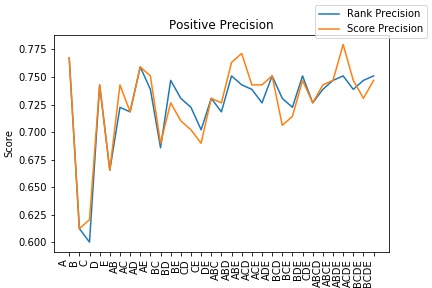 Rank Precision
Score Precision
Positive Precision
Score
0.775
0.750
0.725
0.700
0.675
0.650
0.625
0.600
A
B
C
D
E
AB
AC
AD
AE
BC
BD
BE
CD
CE
DE
ABC
ABD
ABE
ACD
ACE
ADE
BCD
BCE
BDE
CDE
ABCD
ABCE
ABDE
ACDE
BCDE
BCDE